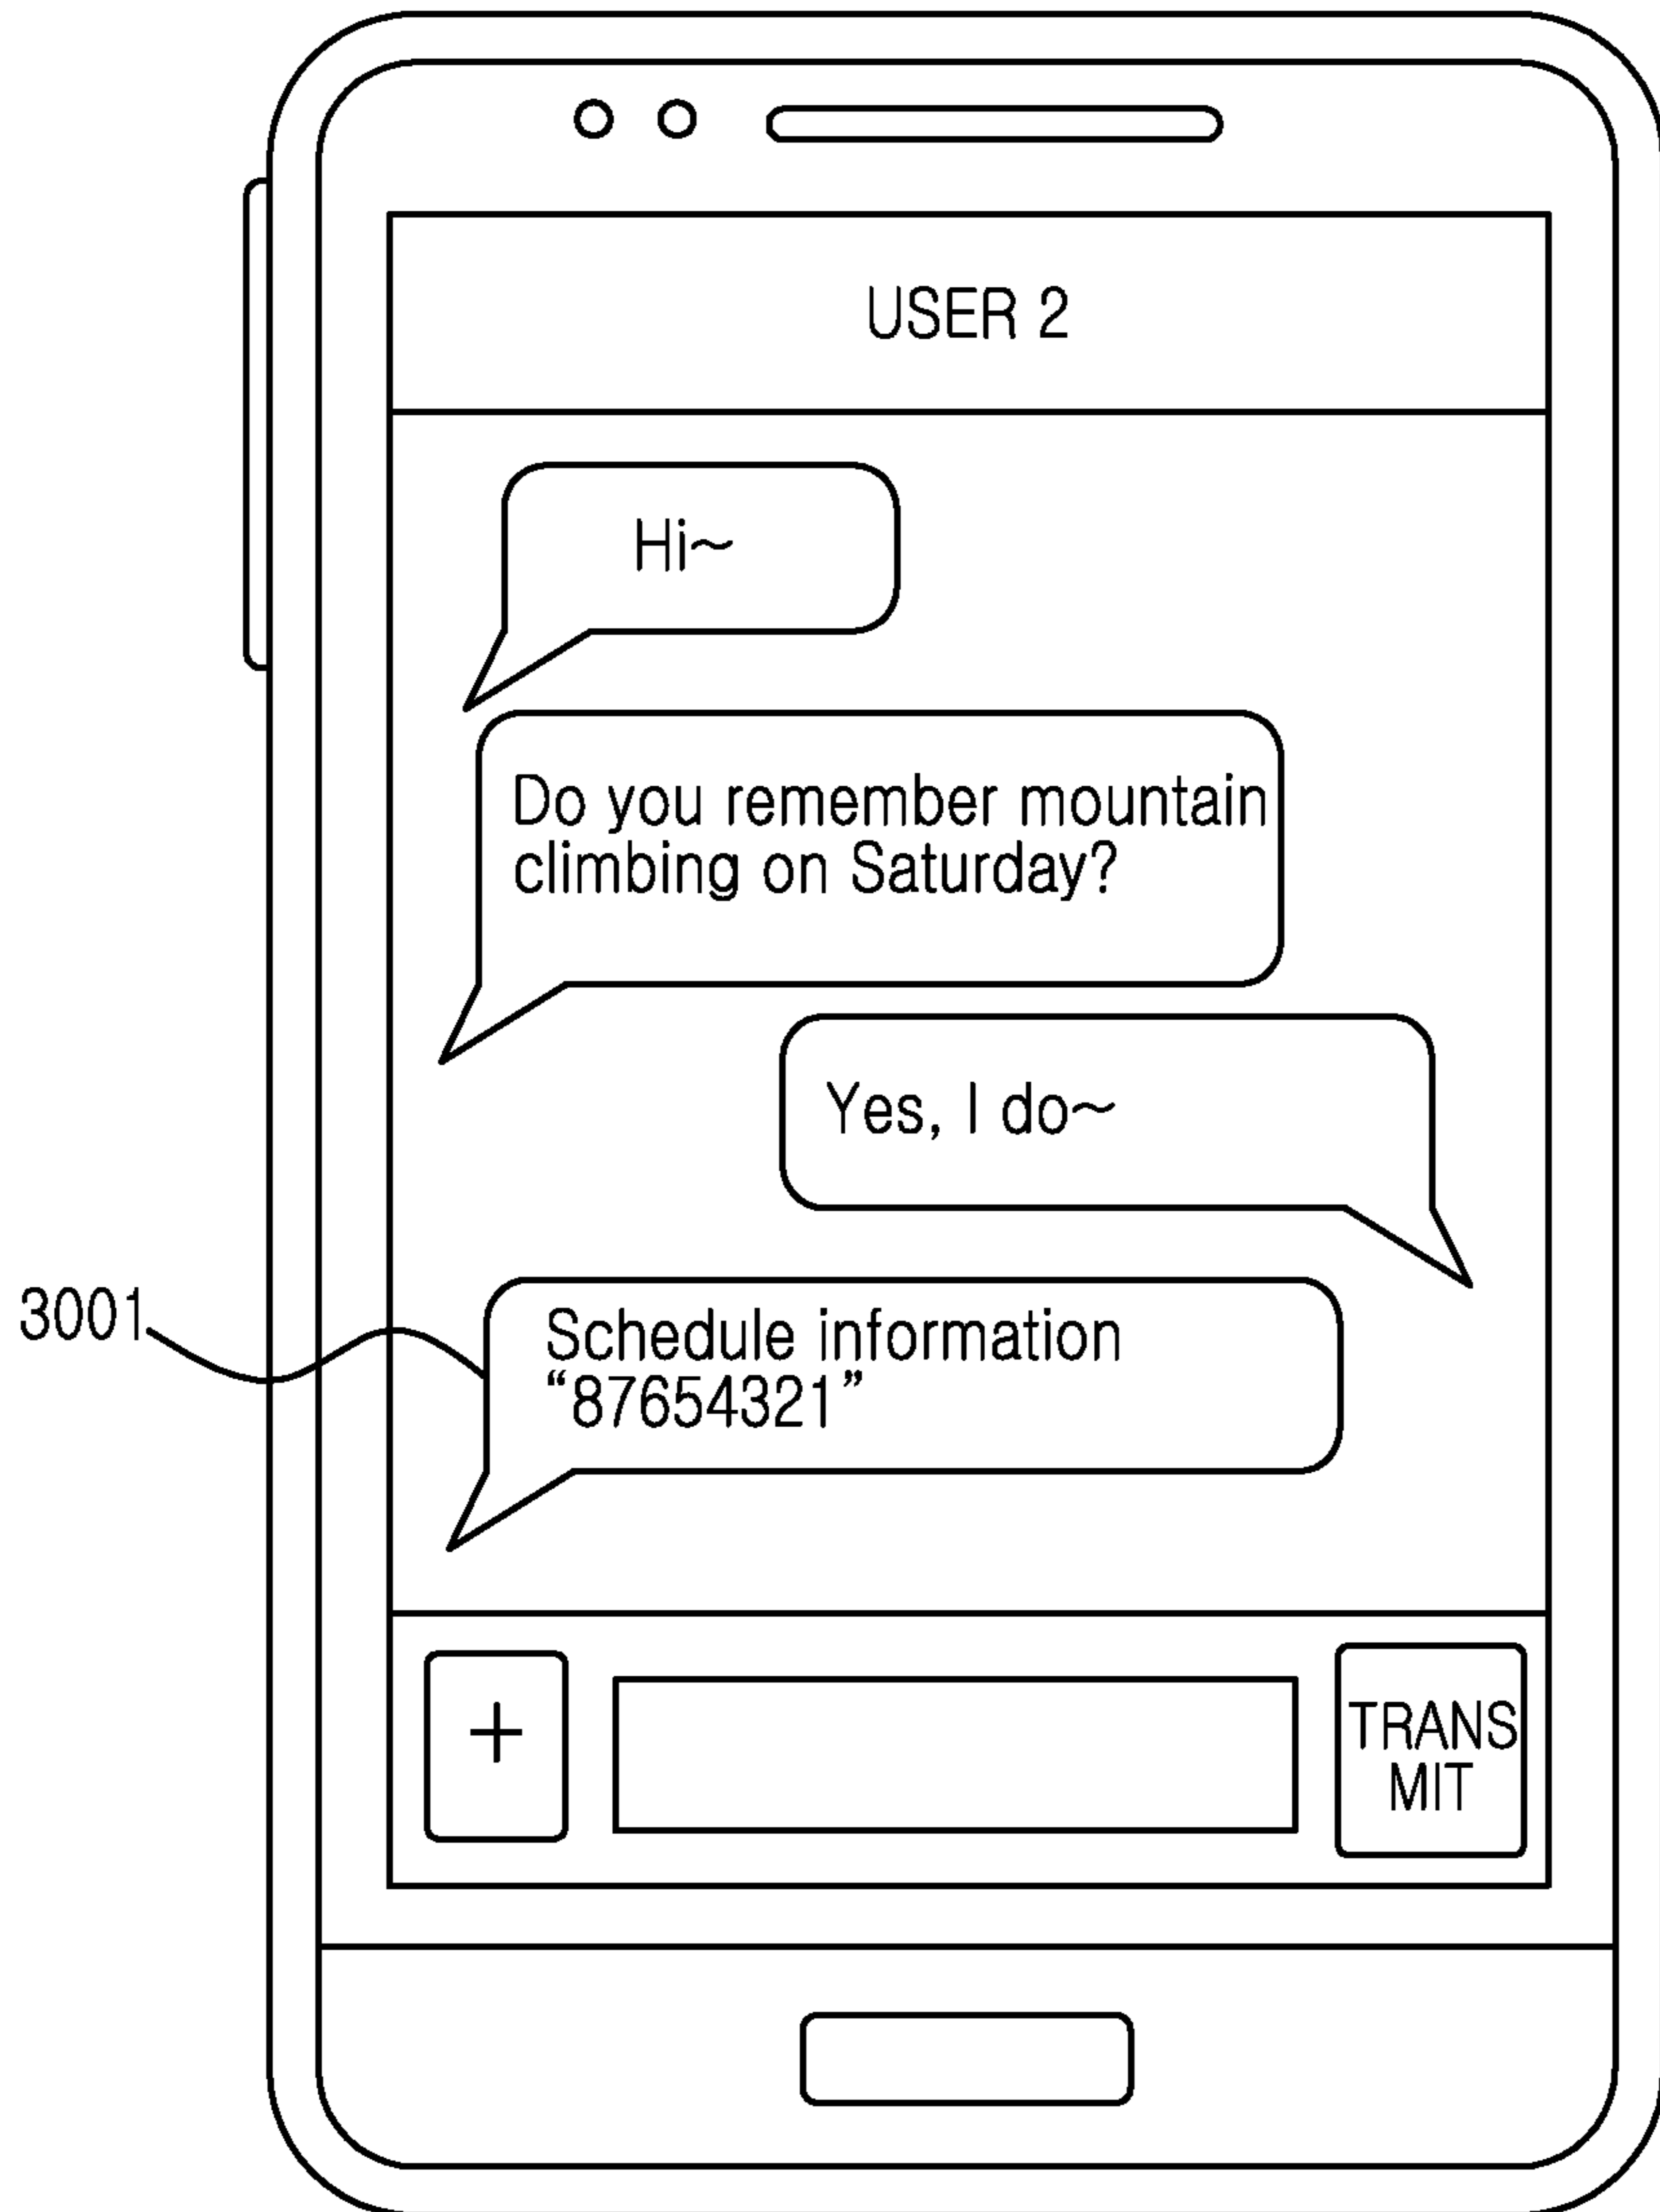 USER 2
Hi~
Do you remember mountain
climbing on Saturday?
Yes, I do~
3001
Schedule information
“87654321”
+
TRANS
MIT